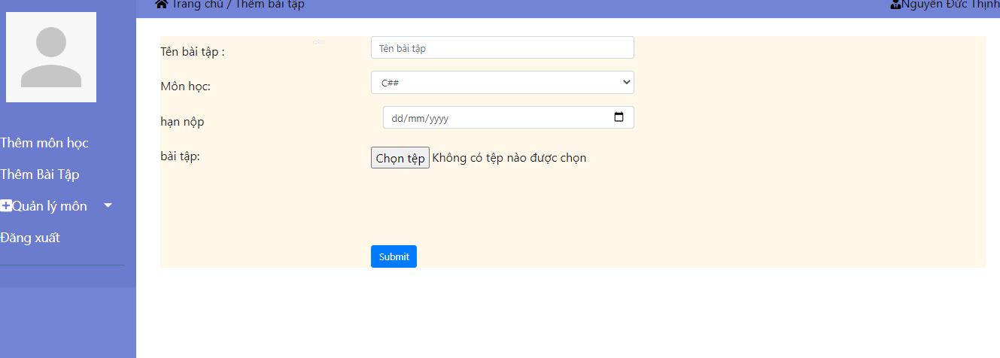 Trang chủ / Thêm bài tập
Nguyễn Đức Thịnh
Thêm môn học
Thêm Bài Tập
Quản lý môn
Đăng xuất
Tên bài tập :
Tên bài tập
Môn học:
C##
hạn nộp
dd/mm/yyyy
bài tập:
Chọn tệp Không có tệp nào được chọn
Submit